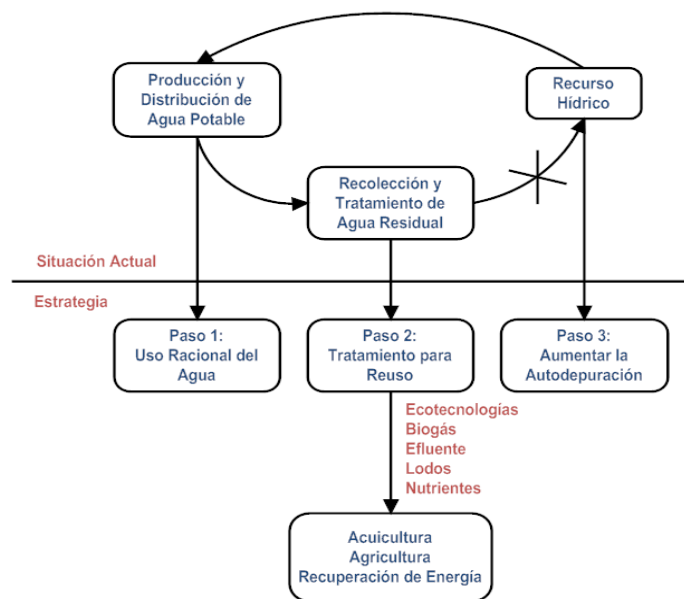 Producción y
Distribución de
Agua Potable
Recurso
Hídrico
Recolección y
Tratamiento de
Agua Residual
Situación Actual
Estrategia
Paso 1:
Uso Racional del
Agua
Paso 2:
Tratamiento para
Reuso
Paso 3:
Aumentar la
Autodepuración
Ecotecnologías
Biogás
Efluente
Lodos
Nutrientes
Acuicultura
Agricultura
Recuperación de Energía